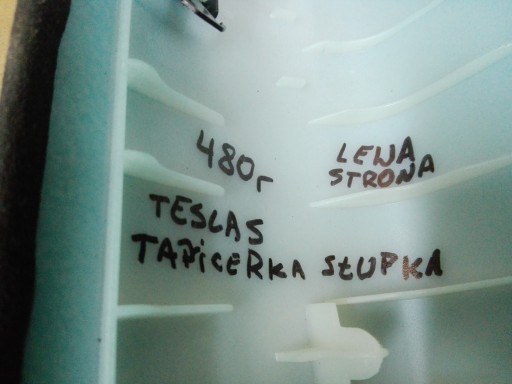 480r
LEWA
STRONA
TESLAS
TAPiCERKA SŁUPKA